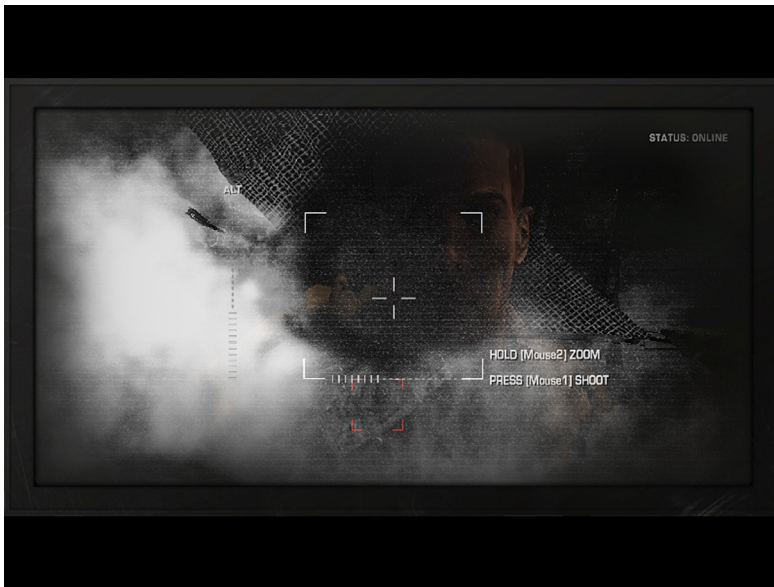 STATUS: ONLINE
ALT
HOLD [Mouse2] ZOOM
PRESS [Mouse1] SHOOT